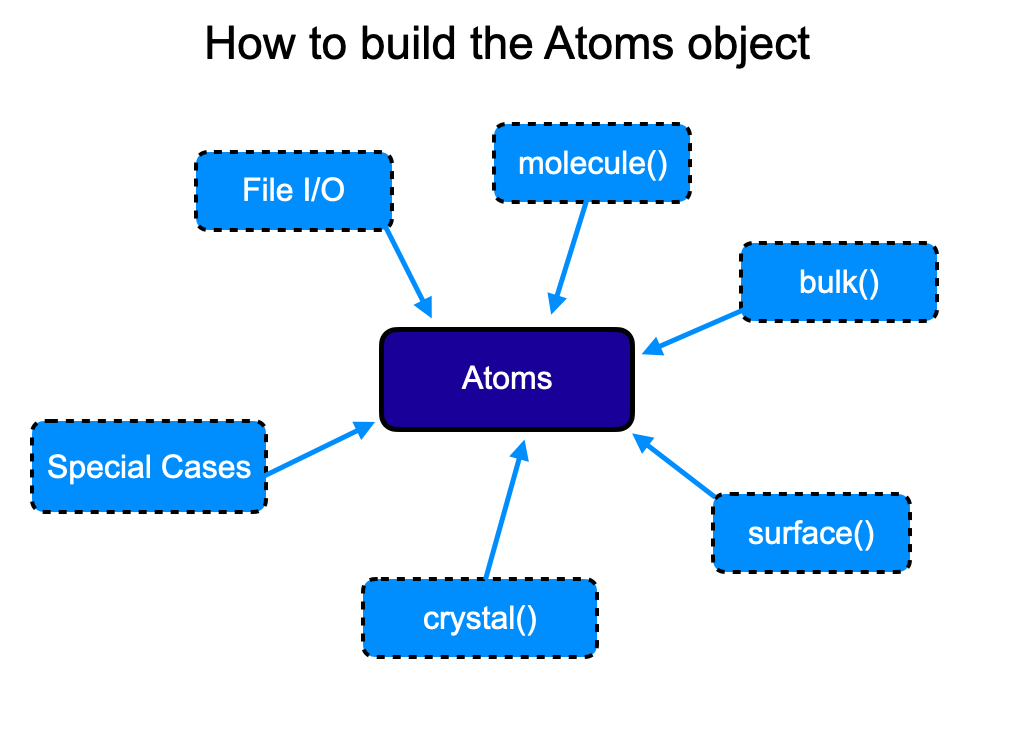 How to build the Atoms object
molecule()
File I/O
bulk()
Atoms
Special Cases
surface()
crystal()